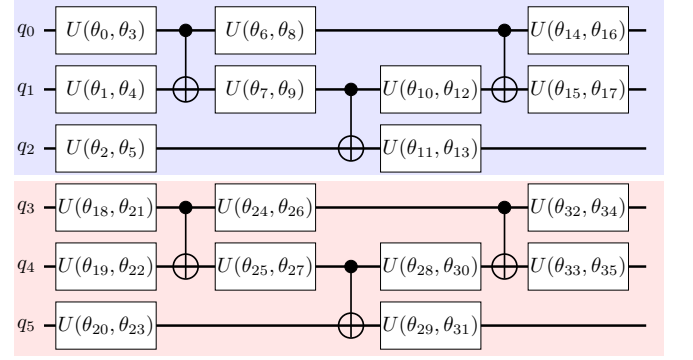 q₀ U(θ₀, θ₃) U(θ₆, θ₈) U(θ₁₄, θ₁₆)
q₁ U(θ₁, θ₄) U(θ₇, θ₉) U(θ₁₀, θ₁₂) U(θ₁₅, θ₁₇)
q₂ U(θ₂, θ₅) U(θ₁₁, θ₁₃)
q₃ U(θ₁₈, θ₂₁) U(θ₂₄, θ₂₆) U(θ₃₂, θ₃₄)
q₄ U(θ₁₉, θ₂₂) U(θ₂₅, θ₂₇) U(θ₂₈, θ₃₀) U(θ₃₃, θ₃₅)
q₅ U(θ₂₀, θ₂₃) U(θ₂₉, θ₃₁)